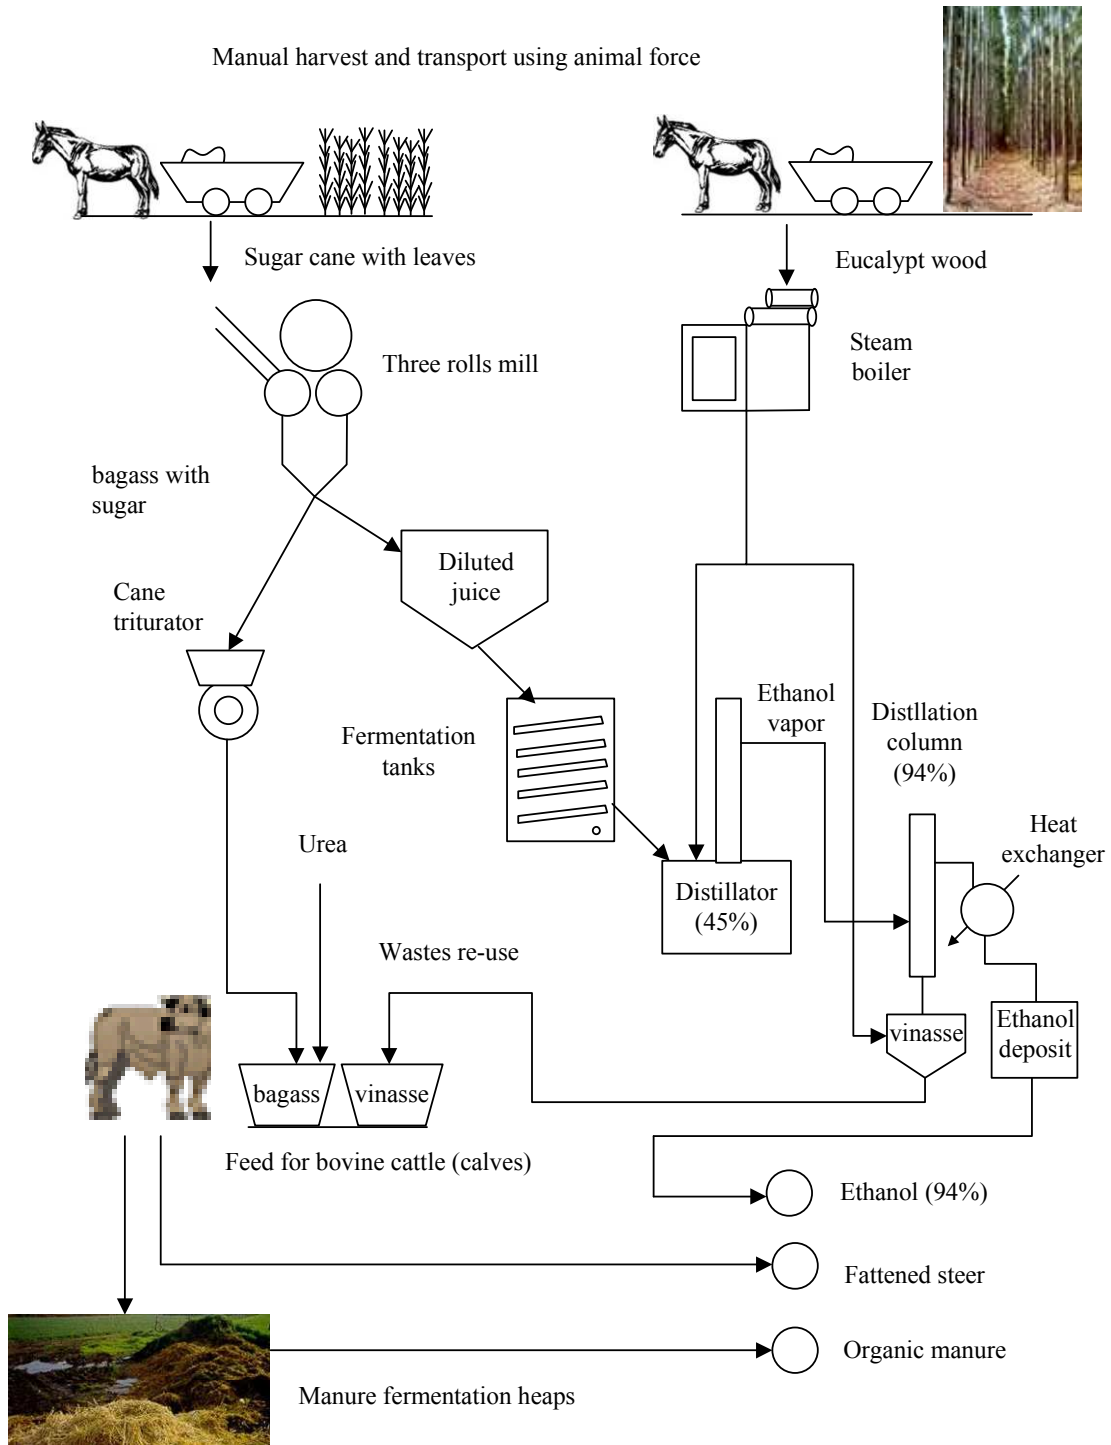 Manual harvest and transport using animal force
Sugar cane with leaves
Eucalypt wood
Three rolls mill
Steam
boiler
bagass with
sugar
Diluted
juice
Cane
triturator
Fermentation
tanks
Ethanol
vapor
Distllation
column
(94%)
Heat
exchanger
Urea
Distillator
(45%)
Wastes re-use
vinasse
Ethanol
deposit
bagass
vinasse
Feed for bovine cattle (calves)
Ethanol (94%)
Fattened steer
Organic manure
Manure fermentation heaps